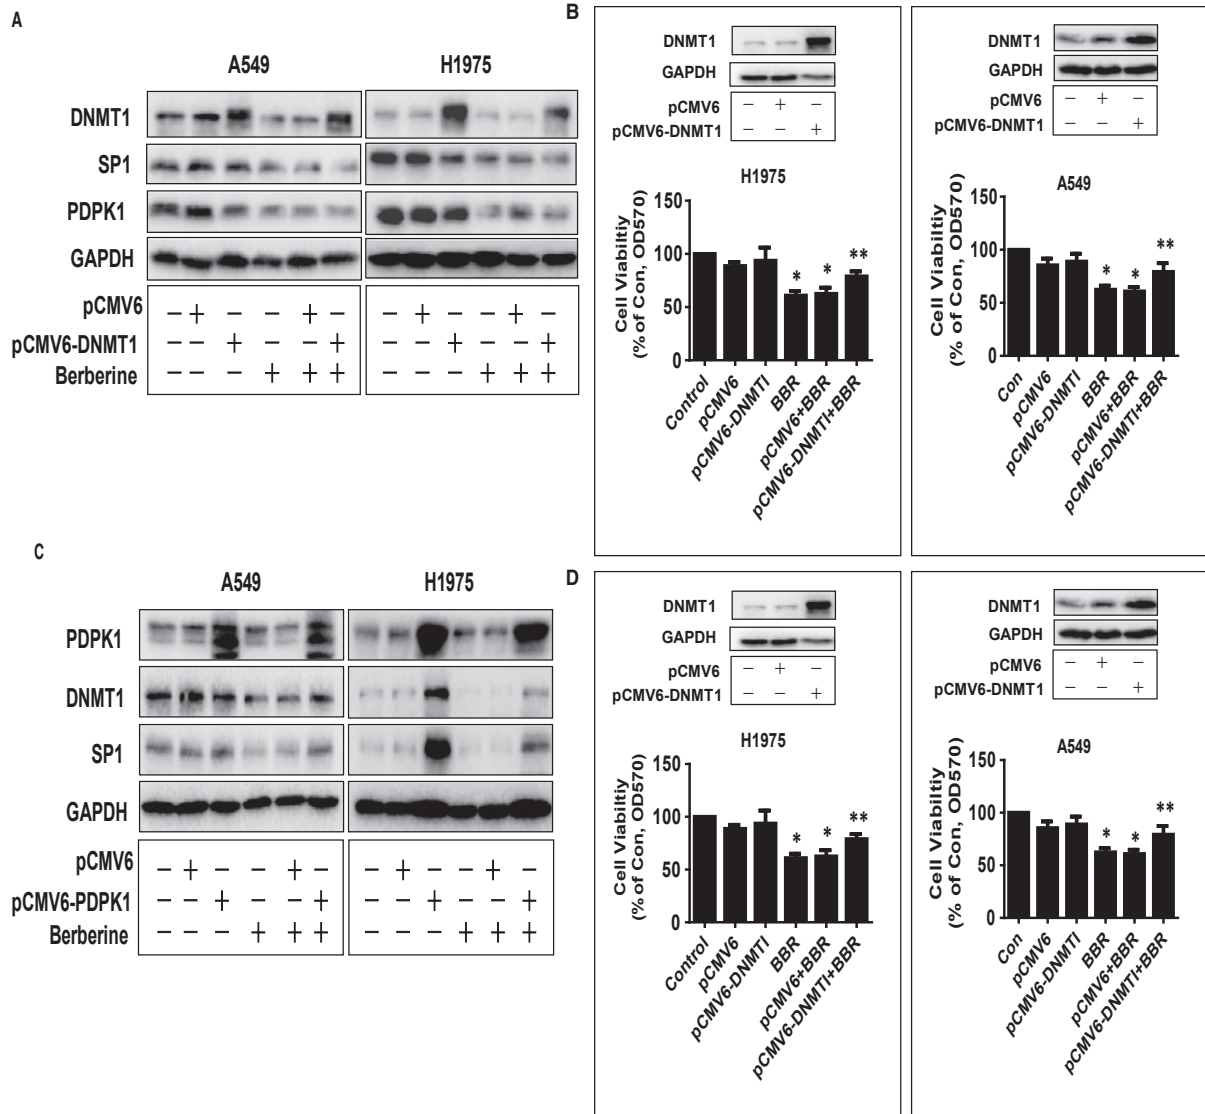 A
A549 H1975
DNMT1
SP1
PDPK1
GAPDH
pCMV6 – + – – + – – + – – + –
pCMV6-DNMT1 – – + – – + – – + – – +
Berberine – – – + + + – – – + + +
B
DNMT1
GAPDH
pCMV6 – + –
pCMV6-DNMT1 – – +
H1975
Cell Viabiltiy
(% of Con, OD570)
150
100
50
0
* * **
Control pCMV6 pCMV6-DNMTI BBR pCMV6+BBR pCMV6-DNMTI+BBR
DNMT1
GAPDH
pCMV6 – + –
pCMV6-DNMT1 – – +
A549
Cell Viabiltiy
(% of Con, OD570)
150
100
50
0
* * **
Con pCMV6 pCMV6-DNMTI BBR pCMV6+BBR pCMV6-DNMTI+BBR
C
A549 H1975
PDPK1
DNMT1
SP1
GAPDH
pCMV6 – + – – + – – + – – + –
pCMV6-PDPK1 – – + – – + – – + – – +
Berberine – – – + + + – – – + + +
D
DNMT1
GAPDH
pCMV6 – + –
pCMV6-DNMT1 – – +
H1975
Cell Viabiltiy
(% of Con, OD570)
150
100
50
0
* * **
Control pCMV6 pCMV6-DNMTI BBR pCMV6+BBR pCMV6-DNMTI+BBR
DNMT1
GAPDH
pCMV6 – + –
pCMV6-DNMT1 – – +
A549
Cell Viabiltiy
(% of Con, OD570)
150
100
50
0
* * **
Con pCMV6 pCMV6-DNMTI BBR pCMV6+BBR pCMV6-DNMTI+BBR